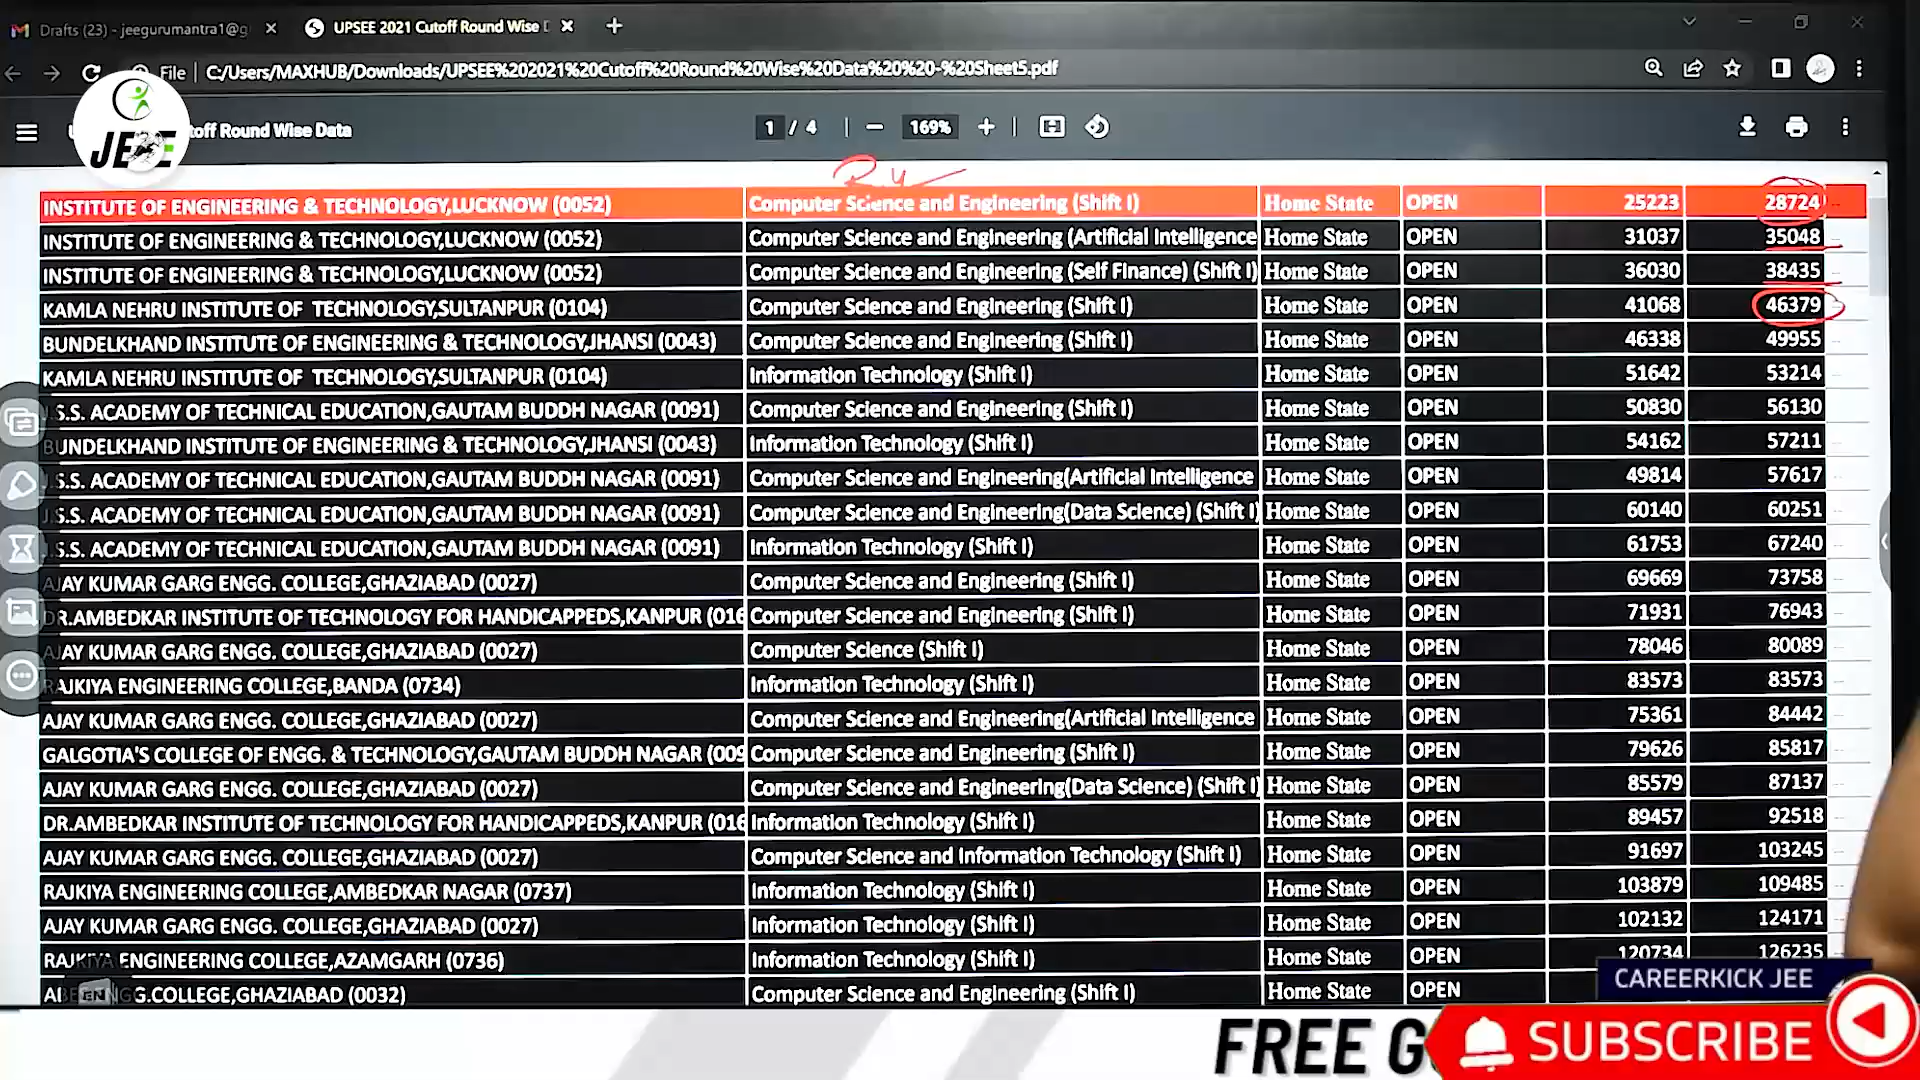 Drafts (23) - jeegurumantra1@g
UPSEE 2021 Cutoff Round Wise D
File C:/Users/MAXHUB/Downloads/UPSEE%202021%20Cutoff%20Round%20Wise%20Data%20%20-%20Sheet5.pdf
JEE
toff Round Wise Data
1 / 4 169%
INSTITUTE OF ENGINEERING & TECHNOLOGY,LUCKNOW (0052) Computer Science and Engineering (Shift I) Home State OPEN 25223 28724
INSTITUTE OF ENGINEERING & TECHNOLOGY,LUCKNOW (0052) Computer Science and Engineering (Artificial Intelligence Home State OPEN 31037 35048
INSTITUTE OF ENGINEERING & TECHNOLOGY,LUCKNOW (0052) Computer Science and Engineering (Self Finance) (Shift I) Home State OPEN 36030 38435
KAMLA NEHRU INSTITUTE OF TECHNOLOGY,SULTANPUR (0104) Computer Science and Engineering (Shift I) Home State OPEN 41068 46379
BUNDELKHAND INSTITUTE OF ENGINEERING & TECHNOLOGY,JHANSI (0043) Computer Science and Engineering (Shift I) Home State OPEN 46338 49955
KAMLA NEHRU INSTITUTE OF TECHNOLOGY,SULTANPUR (0104) Information Technology (Shift I) Home State OPEN 51642 53214
J.S.S. ACADEMY OF TECHNICAL EDUCATION,GAUTAM BUDDH NAGAR (0091) Computer Science and Engineering (Shift I) Home State OPEN 50830 56130
BUNDELKHAND INSTITUTE OF ENGINEERING & TECHNOLOGY,JHANSI (0043) Information Technology (Shift I) Home State OPEN 54162 57211
J.S.S. ACADEMY OF TECHNICAL EDUCATION,GAUTAM BUDDH NAGAR (0091) Computer Science and Engineering(Artificial Intelligence Home State OPEN 49814 57617
J.S.S. ACADEMY OF TECHNICAL EDUCATION,GAUTAM BUDDH NAGAR (0091) Computer Science and Engineering(Data Science) (Shift I) Home State OPEN 60140 60251
J.S.S. ACADEMY OF TECHNICAL EDUCATION,GAUTAM BUDDH NAGAR (0091) Information Technology (Shift I) Home State OPEN 61753 67240
AJAY KUMAR GARG ENGG. COLLEGE,GHAZIABAD (0027) Computer Science and Engineering (Shift I) Home State OPEN 69669 73758
DR.AMBEDKAR INSTITUTE OF TECHNOLOGY FOR HANDICAPPEDS,KANPUR (016 Computer Science and Engineering (Shift I) Home State OPEN 71931 76943
AJAY KUMAR GARG ENGG. COLLEGE,GHAZIABAD (0027) Computer Science (Shift I) Home State OPEN 78046 80089
RAJKIYA ENGINEERING COLLEGE,BANDA (0734) Information Technology (Shift I) Home State OPEN 83573 83573
AJAY KUMAR GARG ENGG. COLLEGE,GHAZIABAD (0027) Computer Science and Engineering(Artificial Intelligence Home State OPEN 75361 84442
GALGOTIA'S COLLEGE OF ENGG. & TECHNOLOGY,GAUTAM BUDDH NAGAR (009 Computer Science and Engineering (Shift I) Home State OPEN 79626 85817
AJAY KUMAR GARG ENGG. COLLEGE,GHAZIABAD (0027) Computer Science and Engineering(Data Science) (Shift I) Home State OPEN 85579 87137
DR.AMBEDKAR INSTITUTE OF TECHNOLOGY FOR HANDICAPPEDS,KANPUR (016 Information Technology (Shift I) Home State OPEN 89457 92518
AJAY KUMAR GARG ENGG. COLLEGE,GHAZIABAD (0027) Computer Science and Information Technology (Shift I) Home State OPEN 91697 103245
RAJKIYA ENGINEERING COLLEGE,AMBEDKAR NAGAR (0737) Information Technology (Shift I) Home State OPEN 103879 109485
AJAY KUMAR GARG ENGG. COLLEGE,GHAZIABAD (0027) Information Technology (Shift I) Home State OPEN 102132 124171
RAJKIYA ENGINEERING COLLEGE,AZAMGARH (0736) Information Technology (Shift I) Home State OPEN 120734 126235
G.COLLEGE,GHAZIABAD (0032) Computer Science and Engineering (Shift I) Home State OPEN
EN
CAREERKICK JEE
FREE G
SUBSCRIBE